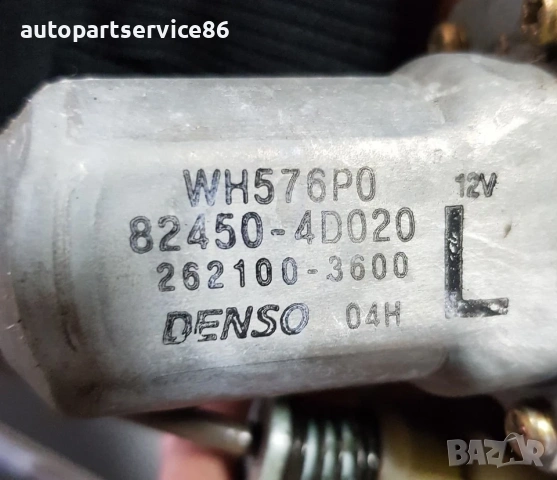 autopartservice86
WH576P0
12V
82450-4D020
262100-3600
DENSO 04H
L
BAZAR